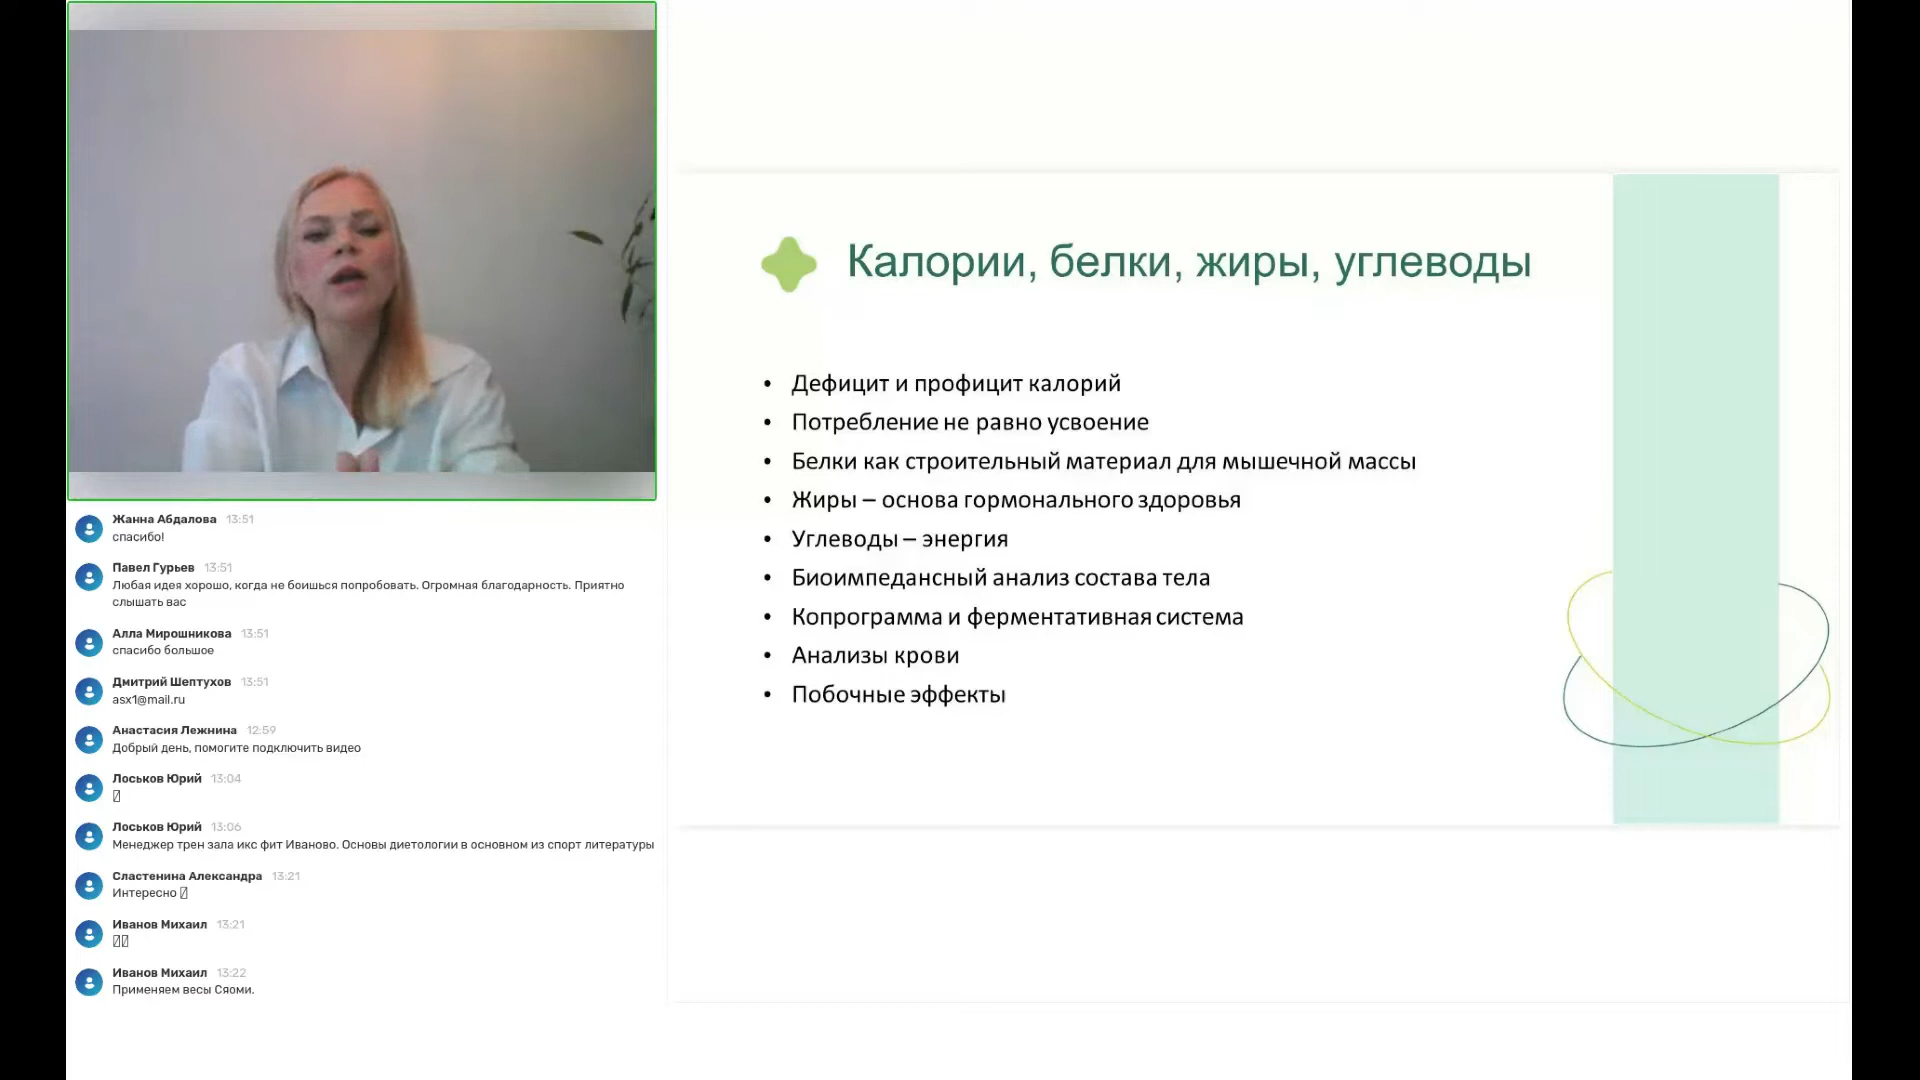 Калории, белки, жиры, углеводы
• Дефицит и профицит калорий
• Потребление не равно усвоение
• Белки как строительный материал для мышечной массы
• Жиры – основа гормонального здоровья
• Углеводы – энергия
• Биоимпедансный анализ состава тела
• Копрограмма и ферментативная система
• Анализы крови
• Побочные эффекты
Жанна Абдалова 13:51
спасибо!
Павел Гурьев 13:51
Любая идея хорошо, когда не боишься попробовать. Огромная благодарность. Приятно
слышать вас
Алла Мирошникова 13:51
спасибо большое
Дмитрий Шептухов 13:51
asx1@mail.ru
Анастасия Лежнина 12:59
Добрый день, помогите подключить видео
Лоськов Юрий 13:04
Лоськов Юрий 13:06
Менеджер трен зала икс фит Иваново. Основы диетологии в основном из спорт литературы
Сластенина Александра 13:21
Интересно
Иванов Михаил 13:21
Иванов Михаил 13:22
Применяем весы Сяоми.